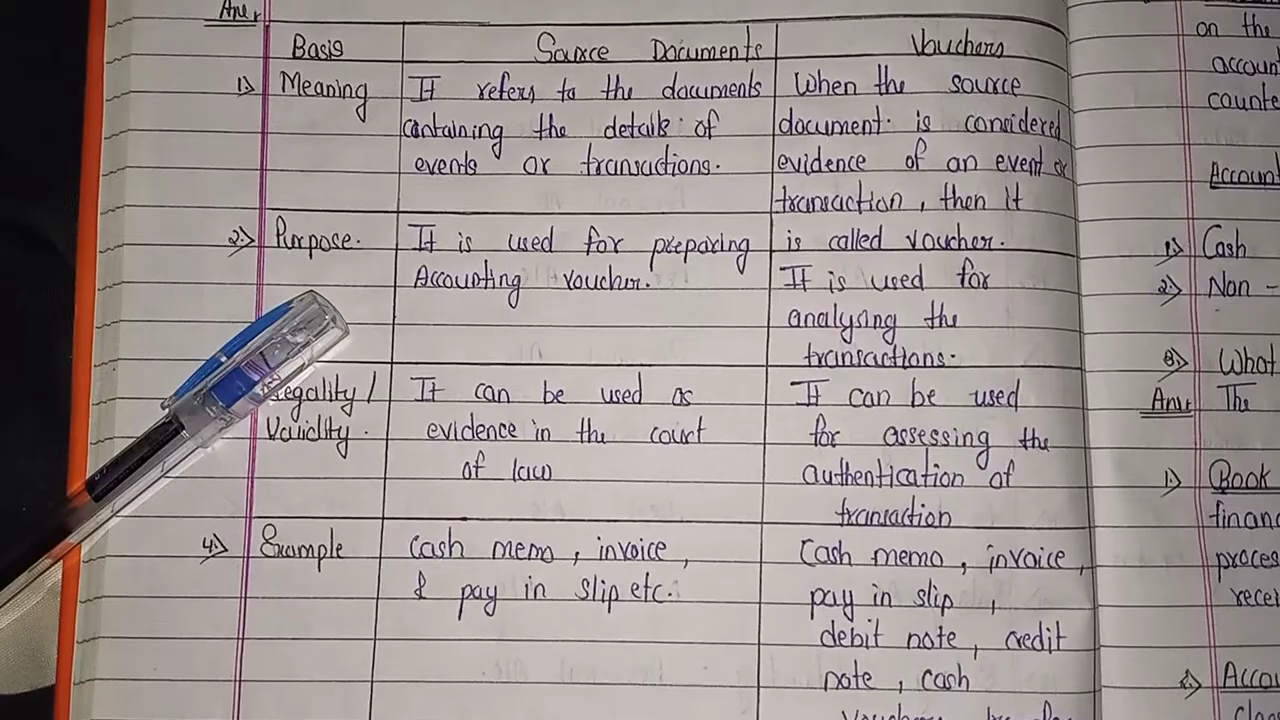 Ans
Basis Source Documents Vouchers
1) Meaning It refers to the documents When the source
containing the details of document is considered
events or transactions. evidence of an event or
transaction, then it
2) Purpose. It is used for preparing is called voucher.
Accounting voucher. It is used for
analysing the
transactions.
Legality / It can be used as It can be used
Validity. evidence in the court for assessing the
of law authentication of
transaction
4) Example Cash memo, invoice, Cash memo, invoice,
& pay in slip etc. pay in slip,
debit note, credit
note, cash
on the
accoun
counte
Account
1) Cash
2) Non -
8) What
Ans The
1) Book
financ
proces
recei
Accou